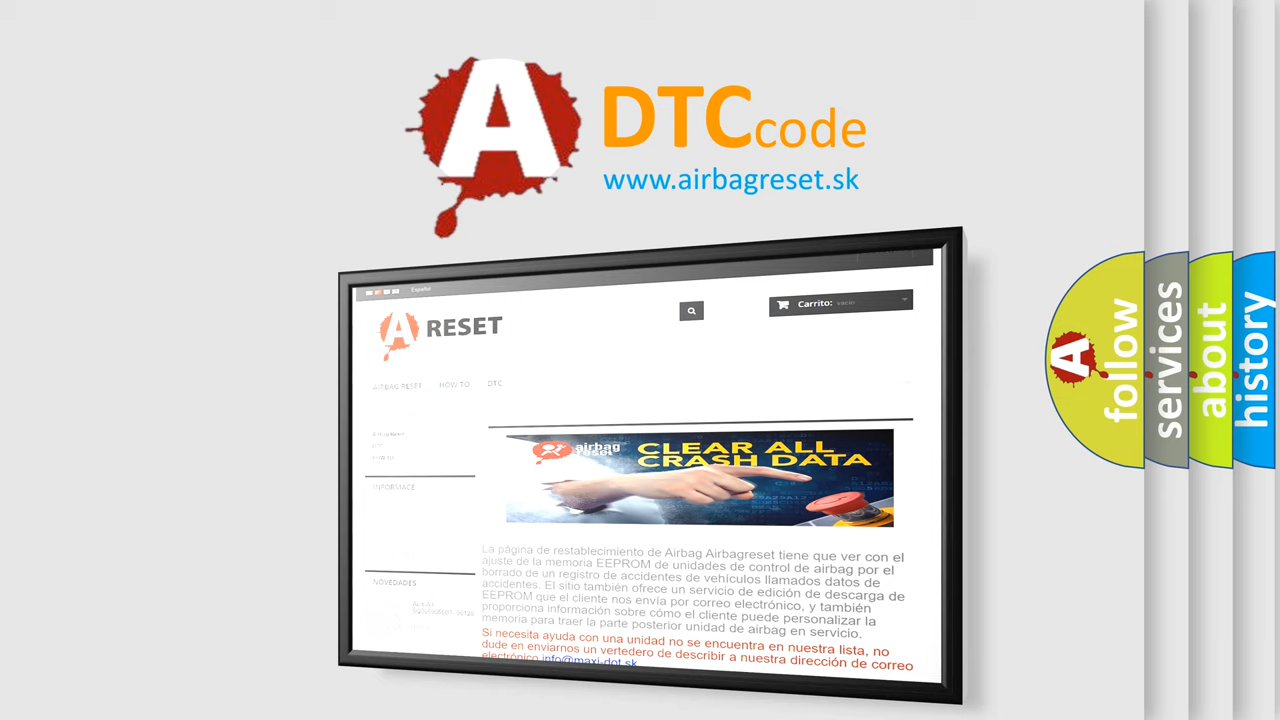 A
DTCcode
www.airbagreset.sk
Español
A RESET
Carrito: vacío
AIRBAG RESET HOW TO DTC
Airbag Reset
DTC
HOW TO
INFORMACE
NOVEDADES
airbag
reset
CLEAR ALL
CRASH DATA
La página de restablecimiento de Airbag Airbagreset tiene que ver con el
ajuste de la memoria EEPROM de unidades de control de airbag por el
borrado de un registro de accidentes de vehículos llamados datos de
accidentes. El sitio también ofrece un servicio de edición de descarga de
EEPROM que el cliente nos envía por correo electrónico, y también
proporciona información sobre cómo el cliente puede personalizar la
memoria para traer la parte posterior unidad de airbag en servicio.
Si necesita ayuda con una unidad no se encuentra en nuestra lista, no
dude en enviarnos un vertedero de describir a nuestra dirección de correo
electrónico info@maxi-dot.sk
A
follow
services
about
history